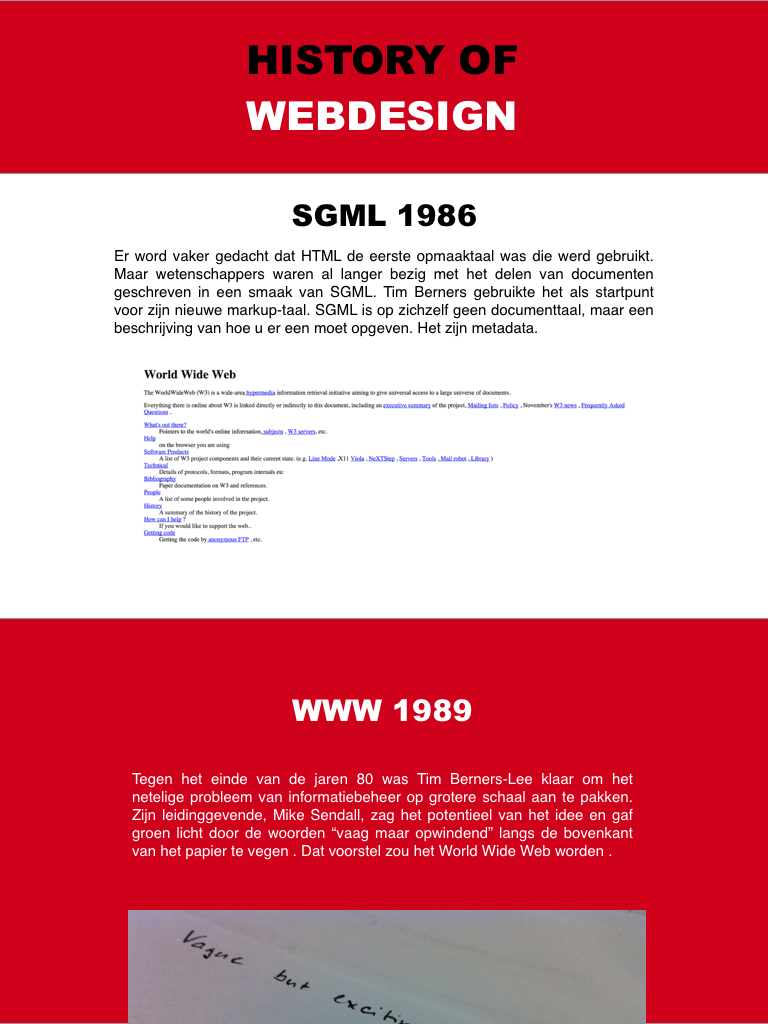 HISTORY OF
WEBDESIGN
SGML 1986
Er word vaker gedacht dat HTML de eerste opmaaktaal was die werd gebruikt.
Maar wetenschappers waren al langer bezig met het delen van documenten
geschreven in een smaak van SGML. Tim Berners gebruikte het als startpunt
voor zijn nieuwe markup-taal. SGML is op zichzelf geen documenttaal, maar een
beschrijving van hoe u er een moet opgeven. Het zijn metadata.
World Wide Web
The WorldWideWeb (W3) is a wide-area hypermedia information retrieval initiative aiming to give universal access to a large universe of documents.
Everything there is online about W3 is linked directly or indirectly to this document, including an executive summary of the project, Mailing lists , Policy , November's W3 news , Frequently Asked
Questions .
What's out there?
Pointers to the world's online information, subjects , W3 servers, etc.
Help
on the browser you are using
Software Products
A list of W3 project components and their current state. (e.g. Line Mode ,X11 Viola , NeXTStep , Servers , Tools , Mail robot , Library )
Technical
Details of protocols, formats, program internals etc
Bibliography
Paper documentation on W3 and references.
People
A list of some people involved in the project.
History
A summary of the history of the project.
How can I help ?
If you would like to support the web..
Getting code
Getting the code by anonymous FTP , etc.
WWW 1989
Tegen het einde van de jaren 80 was Tim Berners-Lee klaar om het
netelige probleem van informatiebeheer op grotere schaal aan te pakken.
Zijn leidinggevende, Mike Sendall, zag het potentieel van het idee en gaf
groen licht door de woorden “vaag maar opwindend” langs de bovenkant
van het papier te vegen . Dat voorstel zou het World Wide Web worden .
Vague but excitin